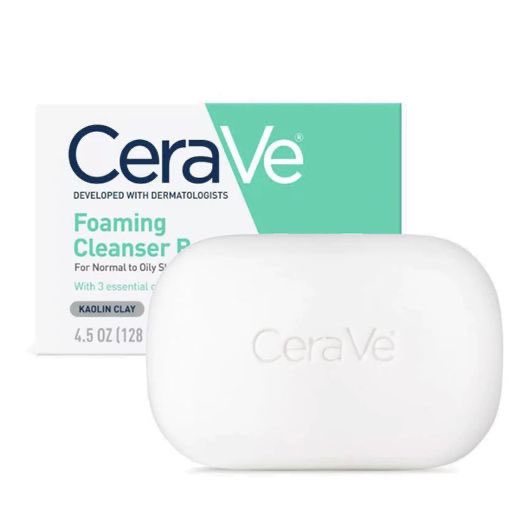 CeraVe®
DEVELOPED WITH DERMATOLOGISTS
Foaming
Cleanser
For Normal to Oily
With 3 essential
KAOLIN CLAY
4.5 OZ (128
CeraVe®